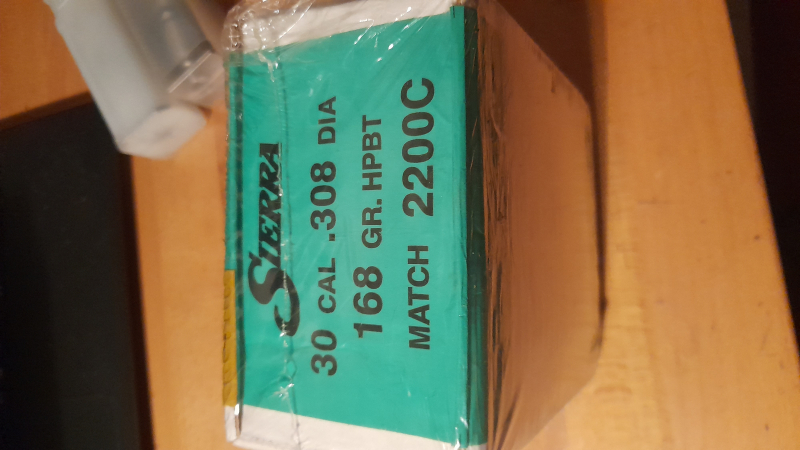 SIERRA
30 CAL .308 DIA
168 GR. HPBT
MATCH 2200C